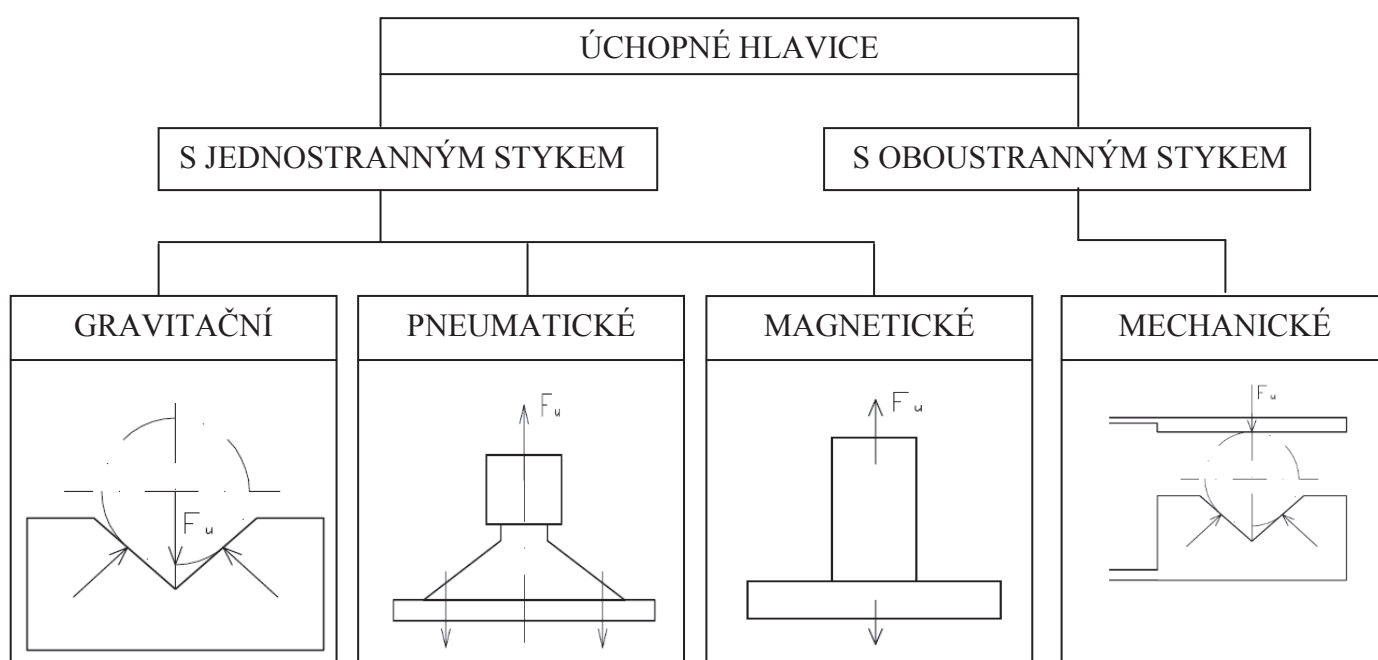 ÚCHOPNÉ HLAVICE
S JEDNOSTRANNÝM STYKEM
S OBOUSTRANNÝM STYKEM
GRAVITAČNÍ
PNEUMATICKÉ
MAGNETICKÉ
MECHANICKÉ
Fu
Fu
Fu
Fu